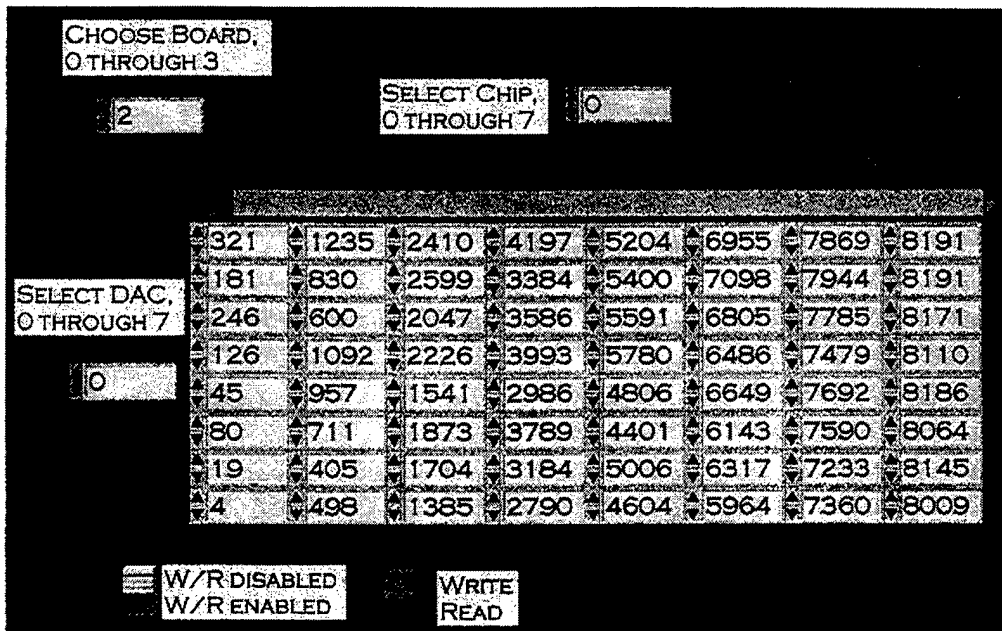 CHOOSE BOARD,
0 THROUGH 3
2
SELECT CHIP,
0 THROUGH 7
0
321 1235 2410 4197 5204 6955 7869 8191
181 830 2599 3384 5400 7098 7944 8191
SELECT DAC,
0 THROUGH 7
246 600 2047 3586 5591 6805 7785 8171
126 1092 2226 3993 5780 6486 7479 8110
0
45 957 1541 2986 4806 6649 7692 8186
80 711 1873 3789 4401 6143 7590 8064
19 405 1704 3184 5006 6317 7233 8145
4 498 1385 2790 4604 5964 7360 8009
W/R DISABLED
W/R ENABLED
WRITE
READ